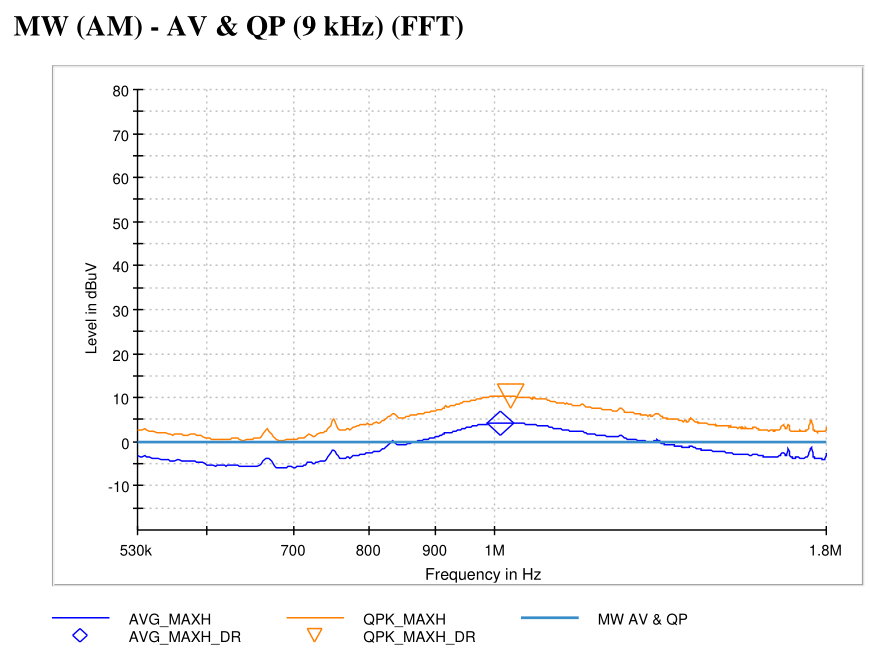 MW (AM) - AV & QP (9 kHz) (FFT)
80
70
60
50
40
30
20
10
0
-10
Level in dBuV
530k 700 800 900 1M 1.8M
Frequency in Hz
AVG_MAXH QPK_MAXH MW AV & QP
AVG_MAXH_DR QPK_MAXH_DR